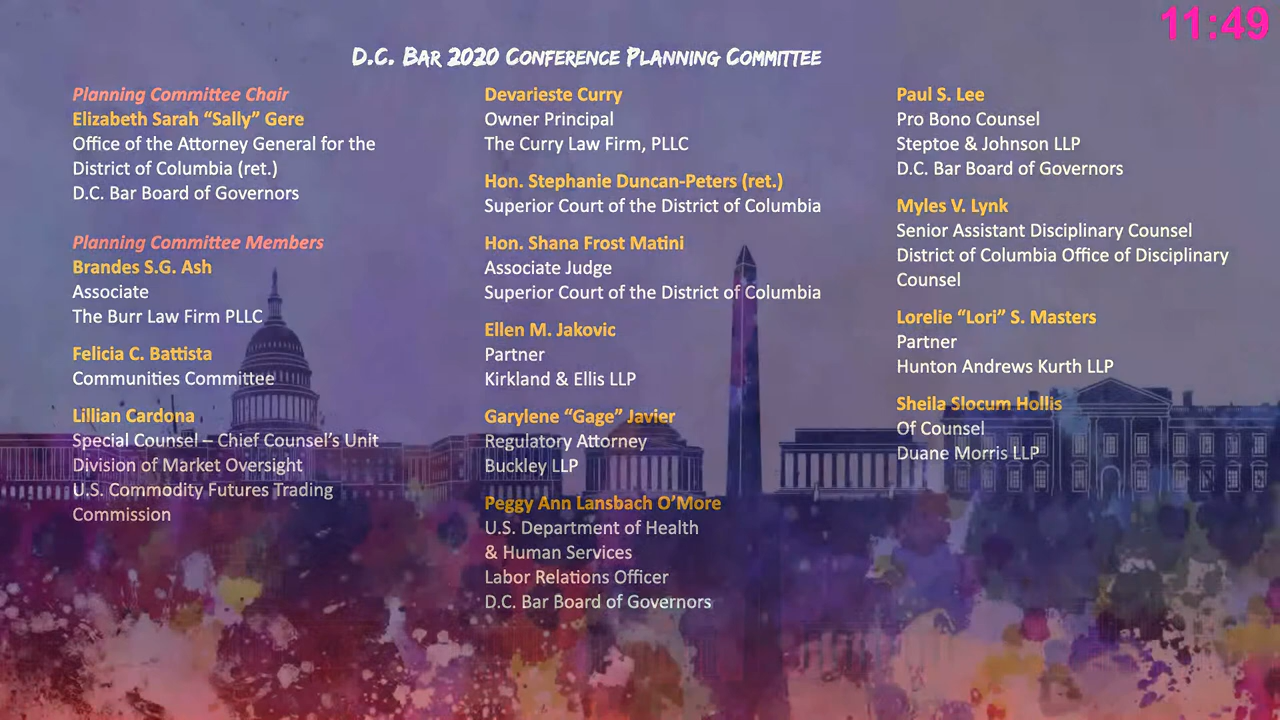 11:49
D.C. Bar 2020 Conference Planning Committee
Planning Committee Chair
Elizabeth Sarah “Sally” Gere
Office of the Attorney General for the
District of Columbia (ret.)
D.C. Bar Board of Governors
Planning Committee Members
Brandes S.G. Ash
Associate
The Burr Law Firm PLLC
Felicia C. Battista
Communities Committee
Lillian Cardona
Special Counsel – Chief Counsel’s Unit
Division of Market Oversight
U.S. Commodity Futures Trading
Commission
Devarieste Curry
Owner Principal
The Curry Law Firm, PLLC
Hon. Stephanie Duncan-Peters (ret.)
Superior Court of the District of Columbia
Hon. Shana Frost Matini
Associate Judge
Superior Court of the District of Columbia
Ellen M. Jakovic
Partner
Kirkland & Ellis LLP
Garylene “Gage” Javier
Regulatory Attorney
Buckley LLP
Peggy Ann Lansbach O’More
U.S. Department of Health
& Human Services
Labor Relations Officer
D.C. Bar Board of Governors
Paul S. Lee
Pro Bono Counsel
Steptoe & Johnson LLP
D.C. Bar Board of Governors
Myles V. Lynk
Senior Assistant Disciplinary Counsel
District of Columbia Office of Disciplinary
Counsel
Lorelie “Lori” S. Masters
Partner
Hunton Andrews Kurth LLP
Sheila Slocum Hollis
Of Counsel
Duane Morris LLP